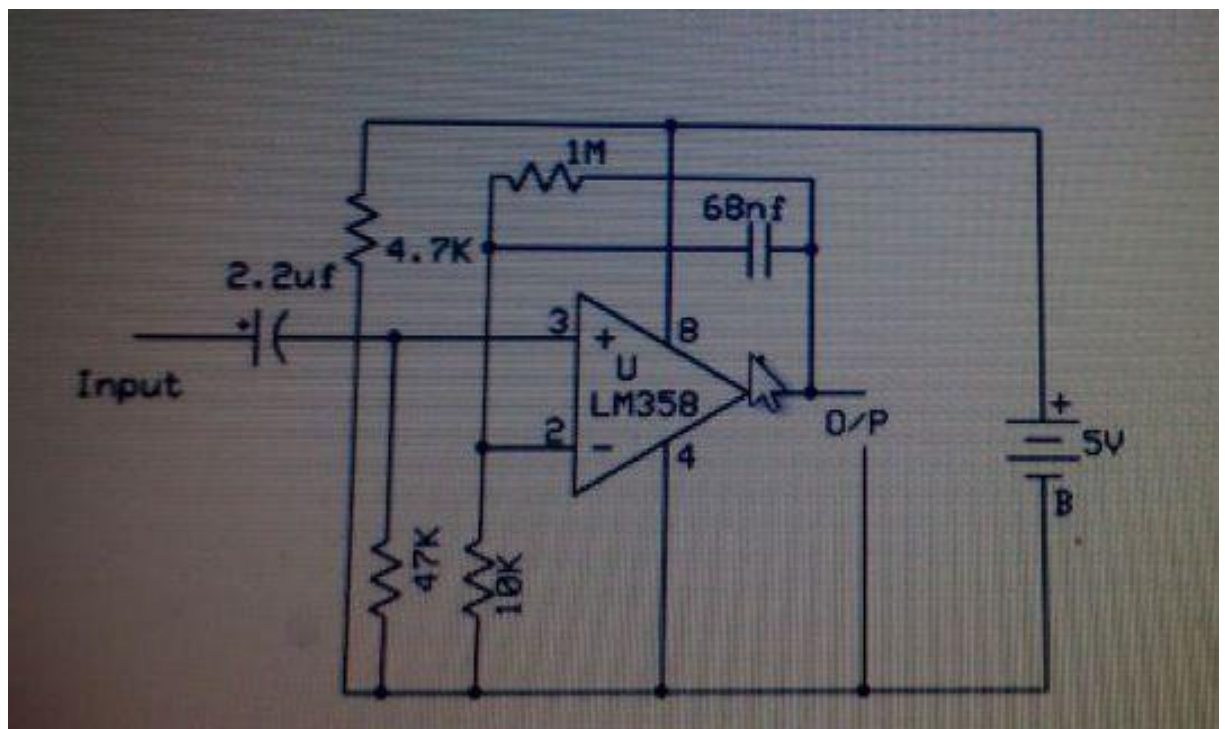 1M
68nf
4.7K
2.2uf
3
+
8
U
Input
LM358
O/P
+
5V
2
-
4
B
47K
10K